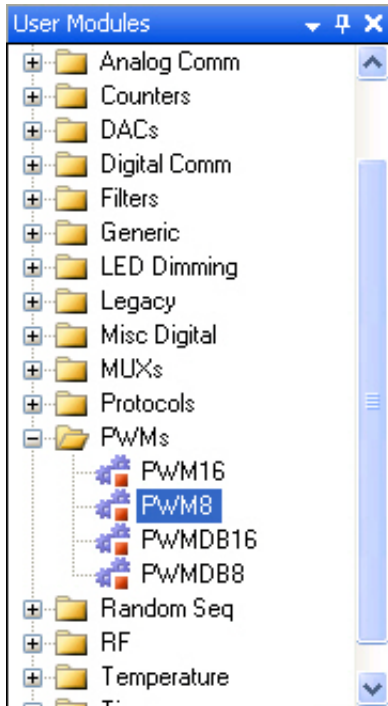 User Modules
Analog Comm
Counters
DACs
Digital Comm
Filters
Generic
LED Dimming
Legacy
Misc Digital
MUXs
Protocols
PWMs
PWM16
PWM8
PWMDB16
PWMDB8
Random Seq
RF
Temperature